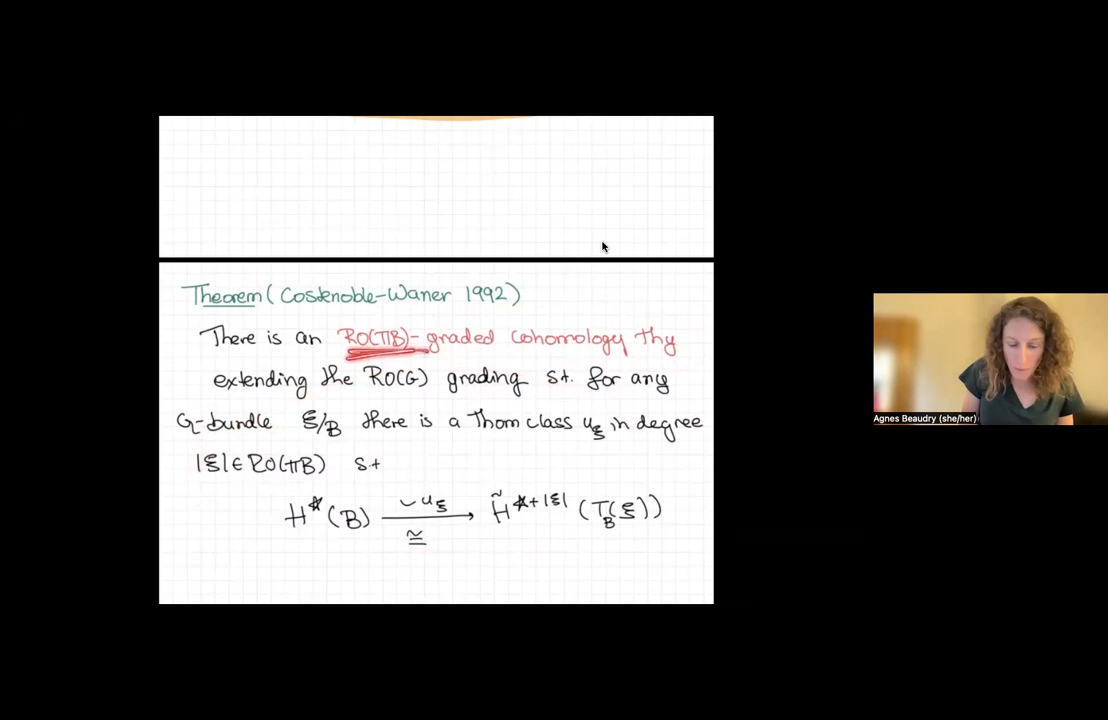 Theorem (Costenoble-Waner 1992)
There is an RO(ΠB)-graded cohomology thy
extending the RO(G) grading s.t. for any
G-bundle ξ/B there is a Thom class u_ξ in degree
|ξ| ∈ RO(πB) s.t
H^☆(B) —⌣u_ξ, ≅→ H̃^{☆+|ξ|}(T_B(ξ))
Agnes Beaudry (she/her)